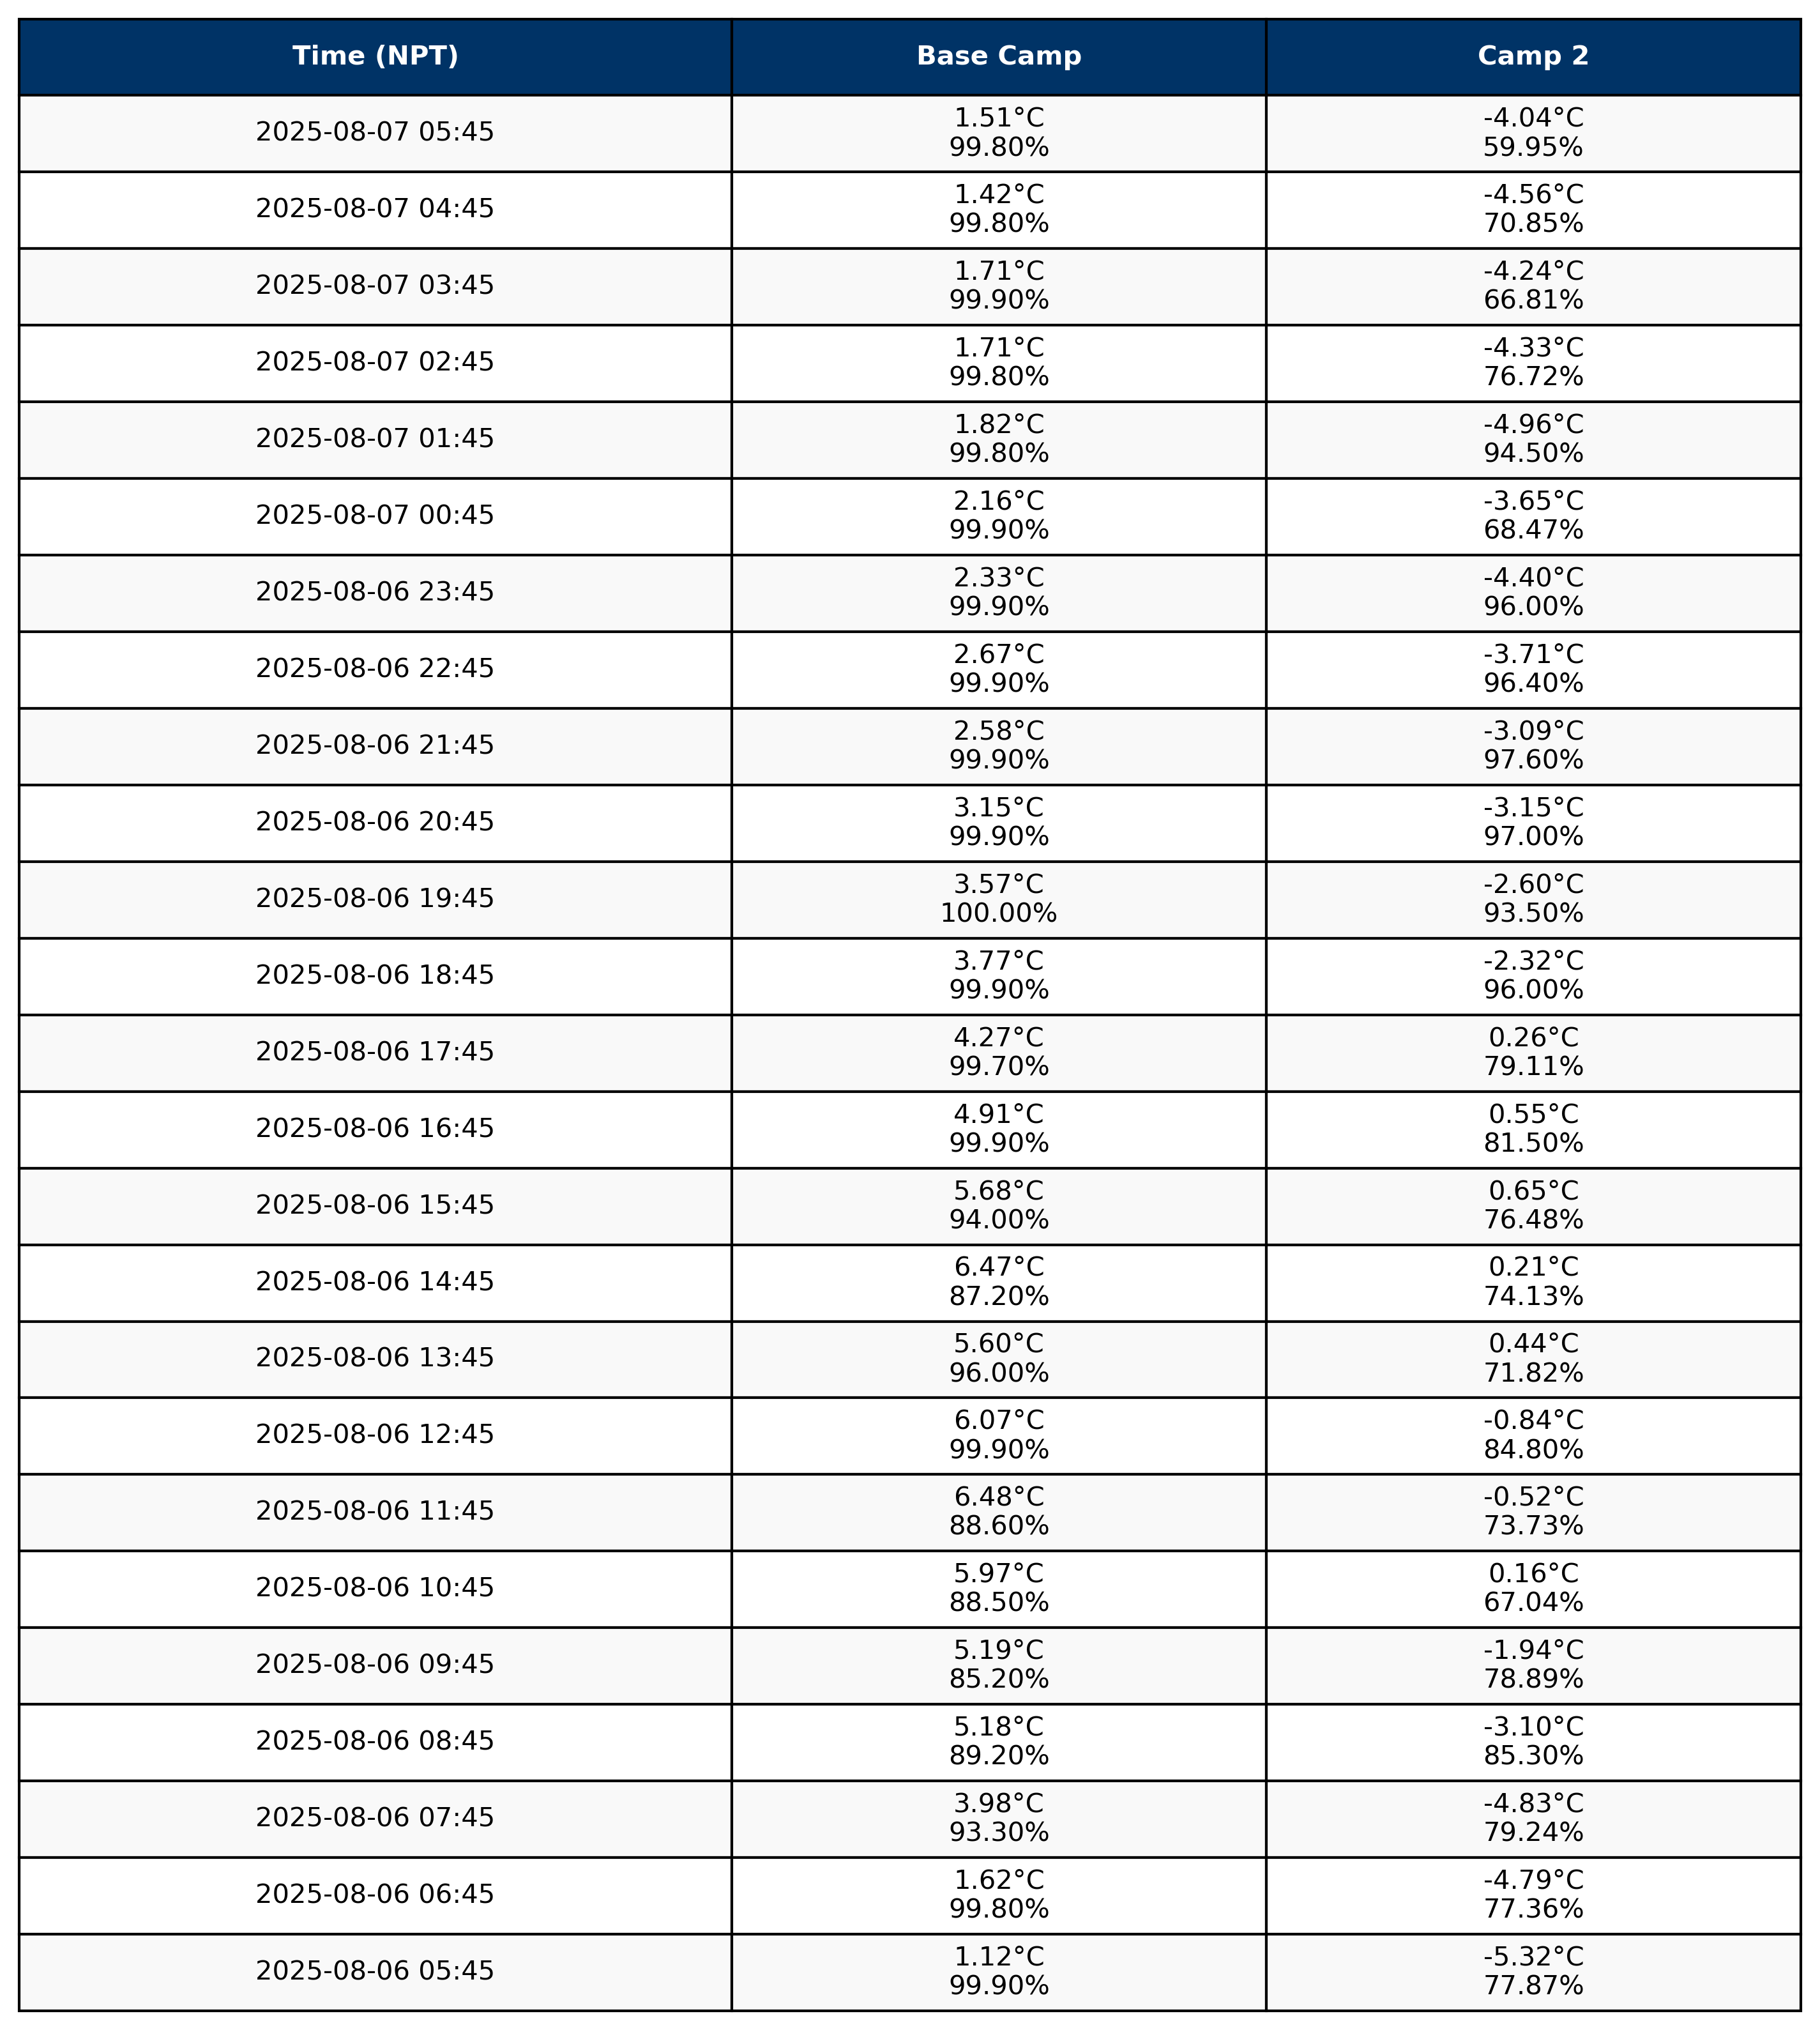 Time (NPT) Base Camp Camp 2
2025-08-07 05:45 1.51°C -4.04°C
99.80% 59.95%
2025-08-07 04:45 1.42°C -4.56°C
99.80% 70.85%
2025-08-07 03:45 1.71°C -4.24°C
99.90% 66.81%
2025-08-07 02:45 1.71°C -4.33°C
99.80% 76.72%
2025-08-07 01:45 1.82°C -4.96°C
99.80% 94.50%
2025-08-07 00:45 2.16°C -3.65°C
99.90% 68.47%
2025-08-06 23:45 2.33°C -4.40°C
99.90% 96.00%
2025-08-06 22:45 2.67°C -3.71°C
99.90% 96.40%
2025-08-06 21:45 2.58°C -3.09°C
99.90% 97.60%
2025-08-06 20:45 3.15°C -3.15°C
99.90% 97.00%
2025-08-06 19:45 3.57°C -2.60°C
100.00% 93.50%
2025-08-06 18:45 3.77°C -2.32°C
99.90% 96.00%
2025-08-06 17:45 4.27°C 0.26°C
99.70% 79.11%
2025-08-06 16:45 4.91°C 0.55°C
99.90% 81.50%
2025-08-06 15:45 5.68°C 0.65°C
94.00% 76.48%
2025-08-06 14:45 6.47°C 0.21°C
87.20% 74.13%
2025-08-06 13:45 5.60°C 0.44°C
96.00% 71.82%
2025-08-06 12:45 6.07°C -0.84°C
99.90% 84.80%
2025-08-06 11:45 6.48°C -0.52°C
88.60% 73.73%
2025-08-06 10:45 5.97°C 0.16°C
88.50% 67.04%
2025-08-06 09:45 5.19°C -1.94°C
85.20% 78.89%
2025-08-06 08:45 5.18°C -3.10°C
89.20% 85.30%
2025-08-06 07:45 3.98°C -4.83°C
93.30% 79.24%
2025-08-06 06:45 1.62°C -4.79°C
99.80% 77.36%
2025-08-06 05:45 1.12°C -5.32°C
99.90% 77.87%